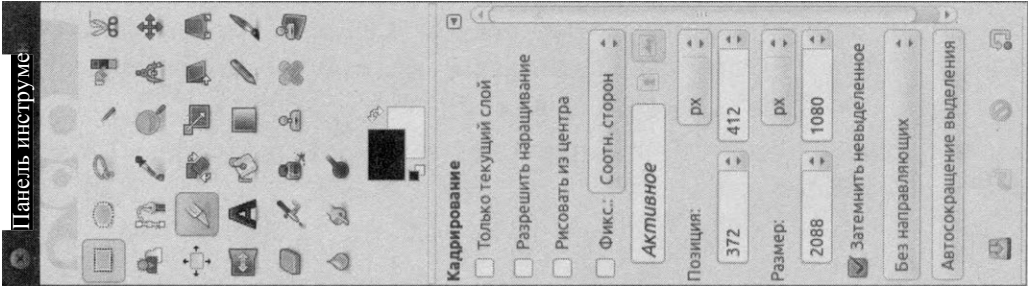 Панель инструме
Кадрирование
Только текущий слой
Разрешить наращивание
Рисовать из центра
Фикс.: Соотн. сторон
Активное
Позиция: px
372 412
Размер: px
2088 1080
Затемнить невыделенное
Без направляющих
Автосокращение выделения